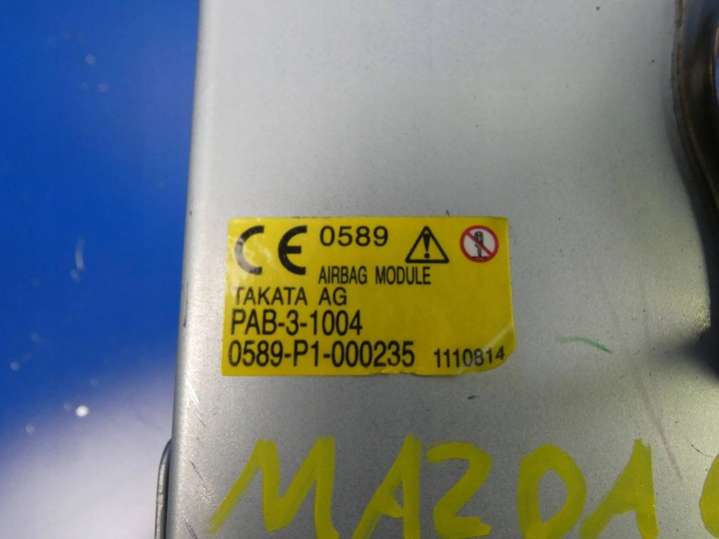 CE 0589
AIRBAG MODULE
TAKATA AG
PAB-3-1004
0589-P1-000235 1110814
MAZDA